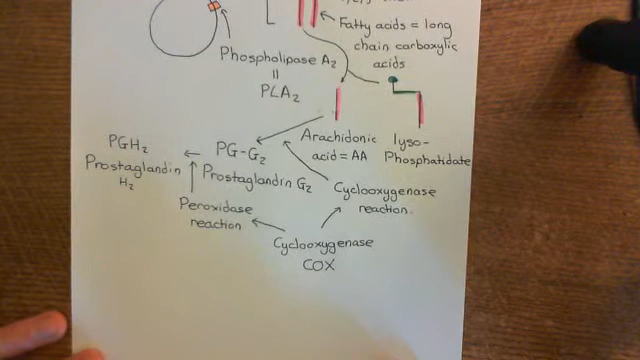 Fatty acids = long
chain carboxylic
acids
Phospholipase A2
=
PLA2
Arachidonic
acid = AA
lyso-
Phosphatidate
PGH2
Prostaglandin
H2
PG-G2
Prostaglandin G2
Cyclooxygenase
reaction.
Peroxidase
reaction
Cyclooxygenase
COX